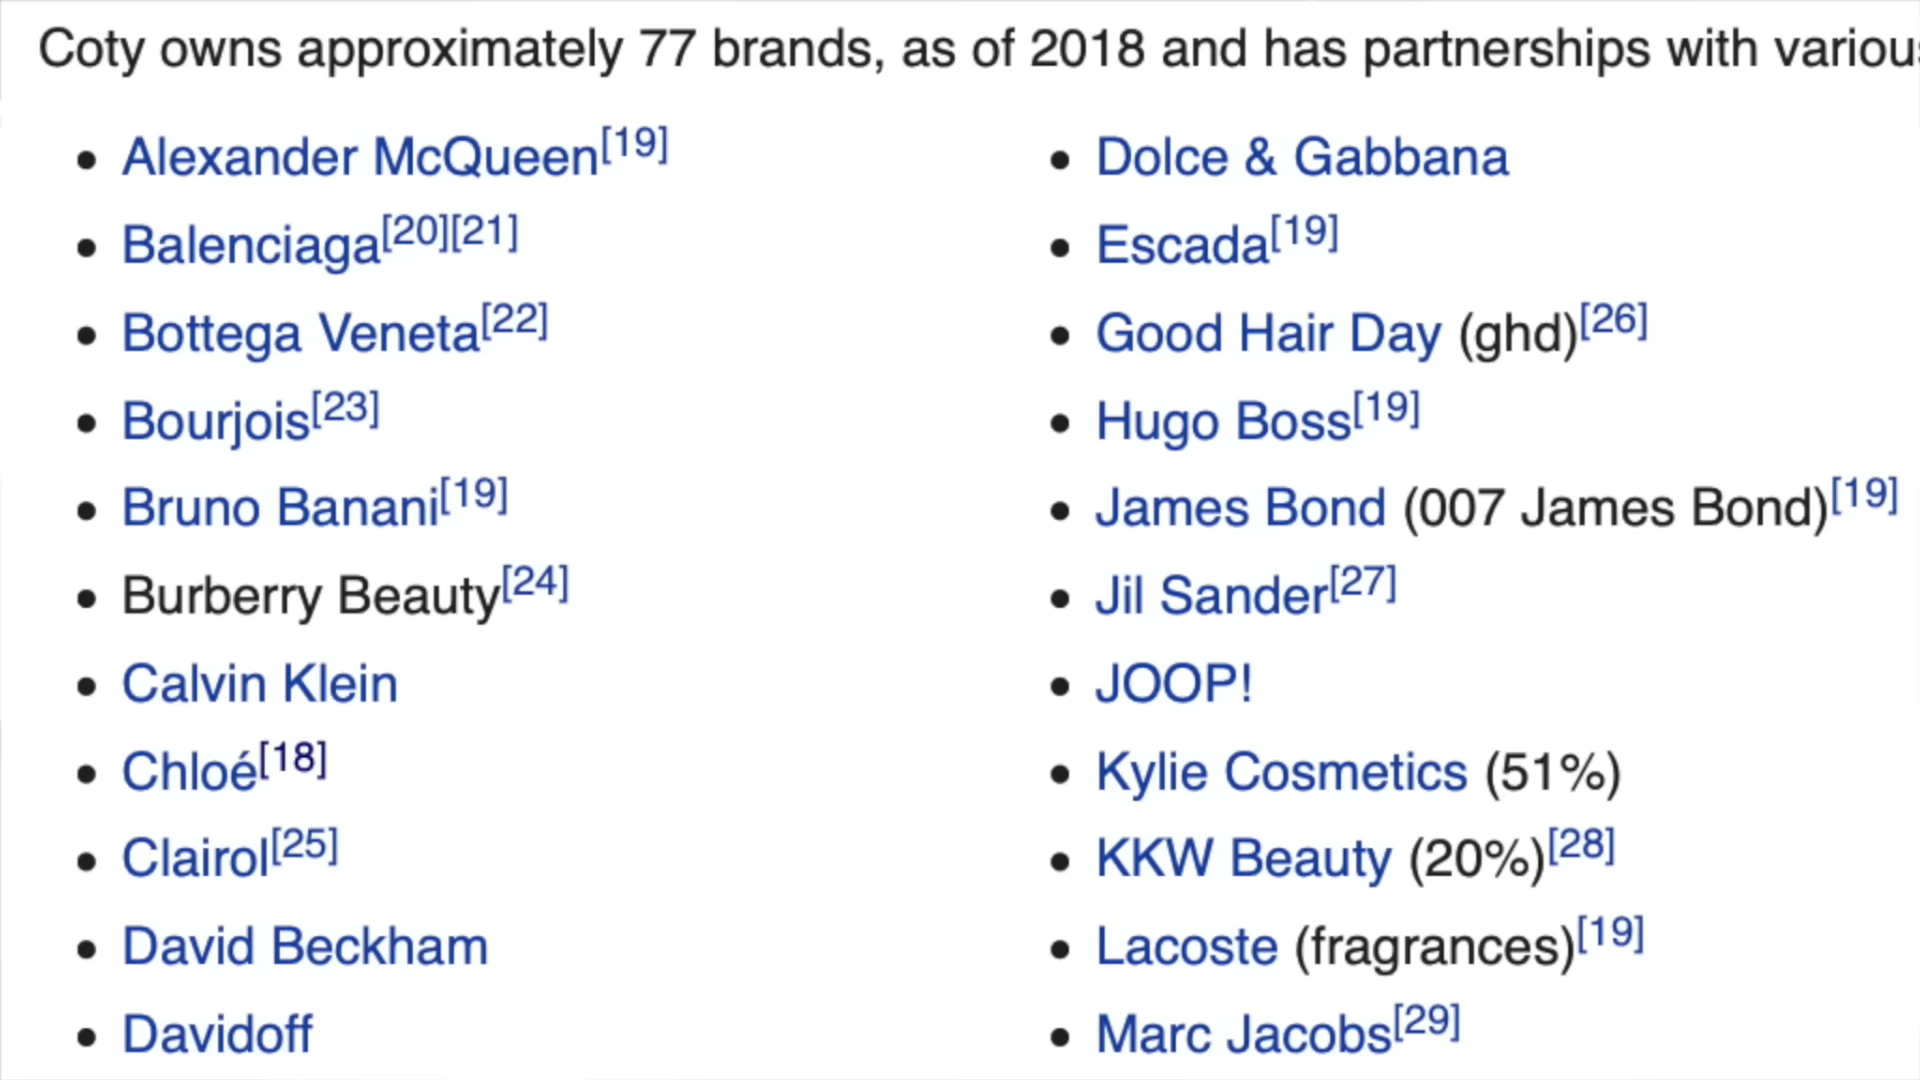 Coty owns approximately 77 brands, as of 2018 and has partnerships with
Alexander McQueen[19]
Balenciaga[20][21]
Bottega Veneta[22]
Bourjois[23]
Bruno Banani[19]
Burberry Beauty[24]
Calvin Klein
Chloé[18]
Clairol[25]
David Beckham
Davidoff
Dolce & Gabbana
Escada[19]
Good Hair Day (ghd)[26]
Hugo Boss[19]
James Bond (007 James Bond)[19]
Jil Sander[27]
JOOP!
Kylie Cosmetics (51%)
KKW Beauty (20%)[28]
Lacoste (fragrances)[19]
Marc Jacobs[29]